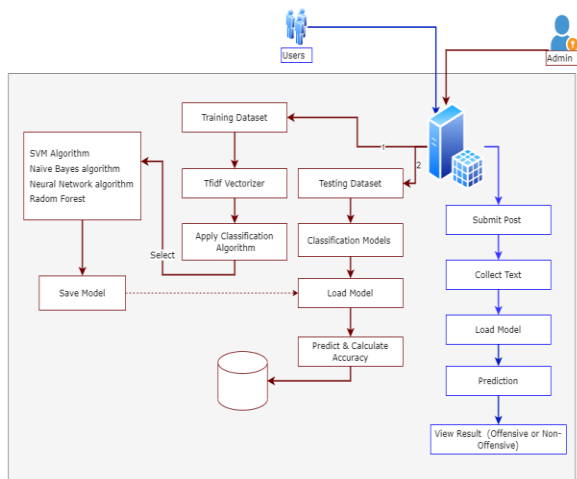 Users
Admin
Training Dataset
1
2
SVM Algorithm
Naive Bayes algorithm
Neural Network algorithm
Radom Forest
Tfidf Vectorizer
Testing Dataset
Submit Post
Apply Classification
Algorithm
Classification Models
Select
Collect Text
Save Model
Load Model
Load Model
Predict & Calculate
Accuracy
Prediction
View Result (Offensive or Non-
Offensive)